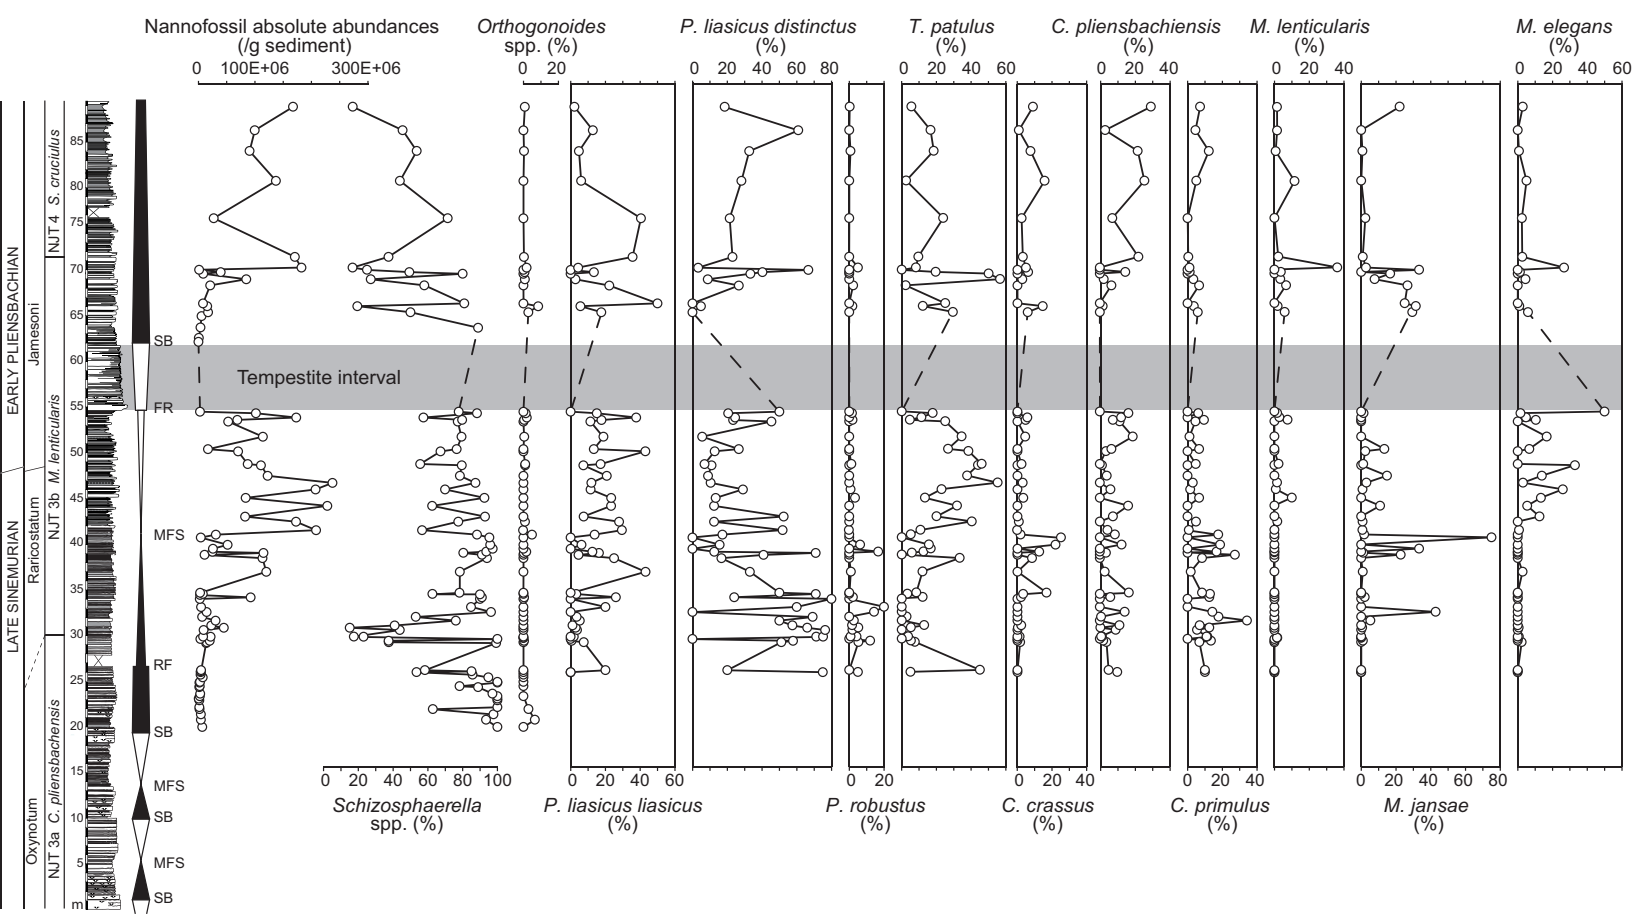 Nannofossil absolute abundances
(/g sediment)
0 100E+06 300E+06
Orthogonoides
spp. (%)
0 20
P. liasicus distinctus
(%)
0 20 40 60 80
T. patulus
(%)
0 20 40 60
C. pliensbachiensis
(%)
0 20 40
M. lenticularis
(%)
0 20 40
M. elegans
(%)
0 20 40 60
EARLY PLIENSBACHIAN
LATE SINEMURIAN
Jamesoni
Raricostatum
Oxynotum
NJT 4 S. cruciulus
NJT 3b M. lenticularis
NJT 3a C. pliensbachensis
85
80
75
70
65
60
55
50
45
40
35
30
25
20
15
10
5
m
SB
FR
MFS
RF
SB
MFS
SB
MFS
SB
Tempestite interval
0 20 40 60 80 100
Schizosphaerella
spp. (%)
0 20 40 60
P. liasicus liasicus
(%)
0 20
P. robustus
(%)
0 20 40
C. crassus
(%)
0 20 40
C. primulus
(%)
0 20 40 60 80
M. jansae
(%)